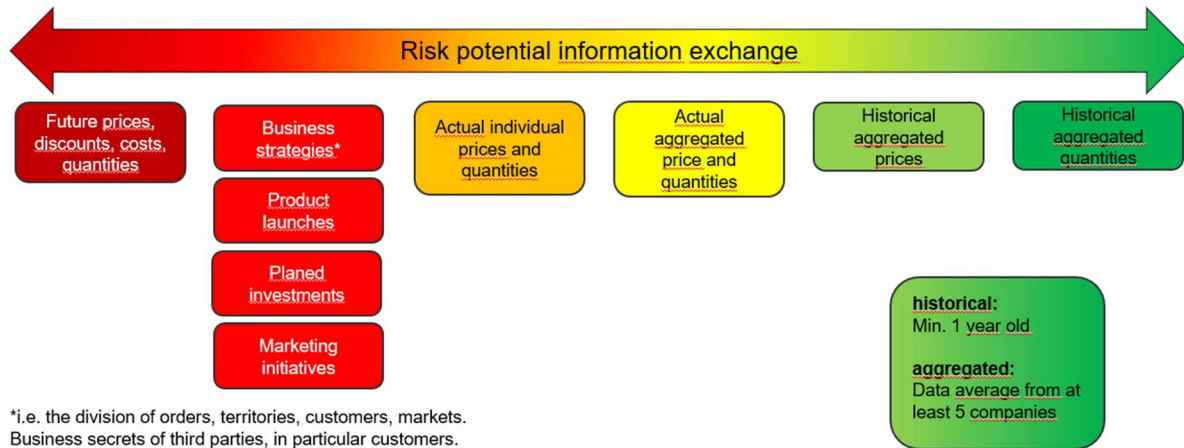 Risk potential information exchange
Future prices,
discounts, costs,
quantities
Business
strategies*
Product
launches
Planed
investments
Marketing
initiatives
Actual individual
prices and
quantities
Actual
aggregated
price and
quantities
Historical
aggregated
prices
Historical
aggregated
quantities
historical:
Min. 1 year old
aggregated:
Data average from at
least 5 companies
*i.e. the division of orders, territories, customers, markets.
Business secrets of third parties, in particular customers.